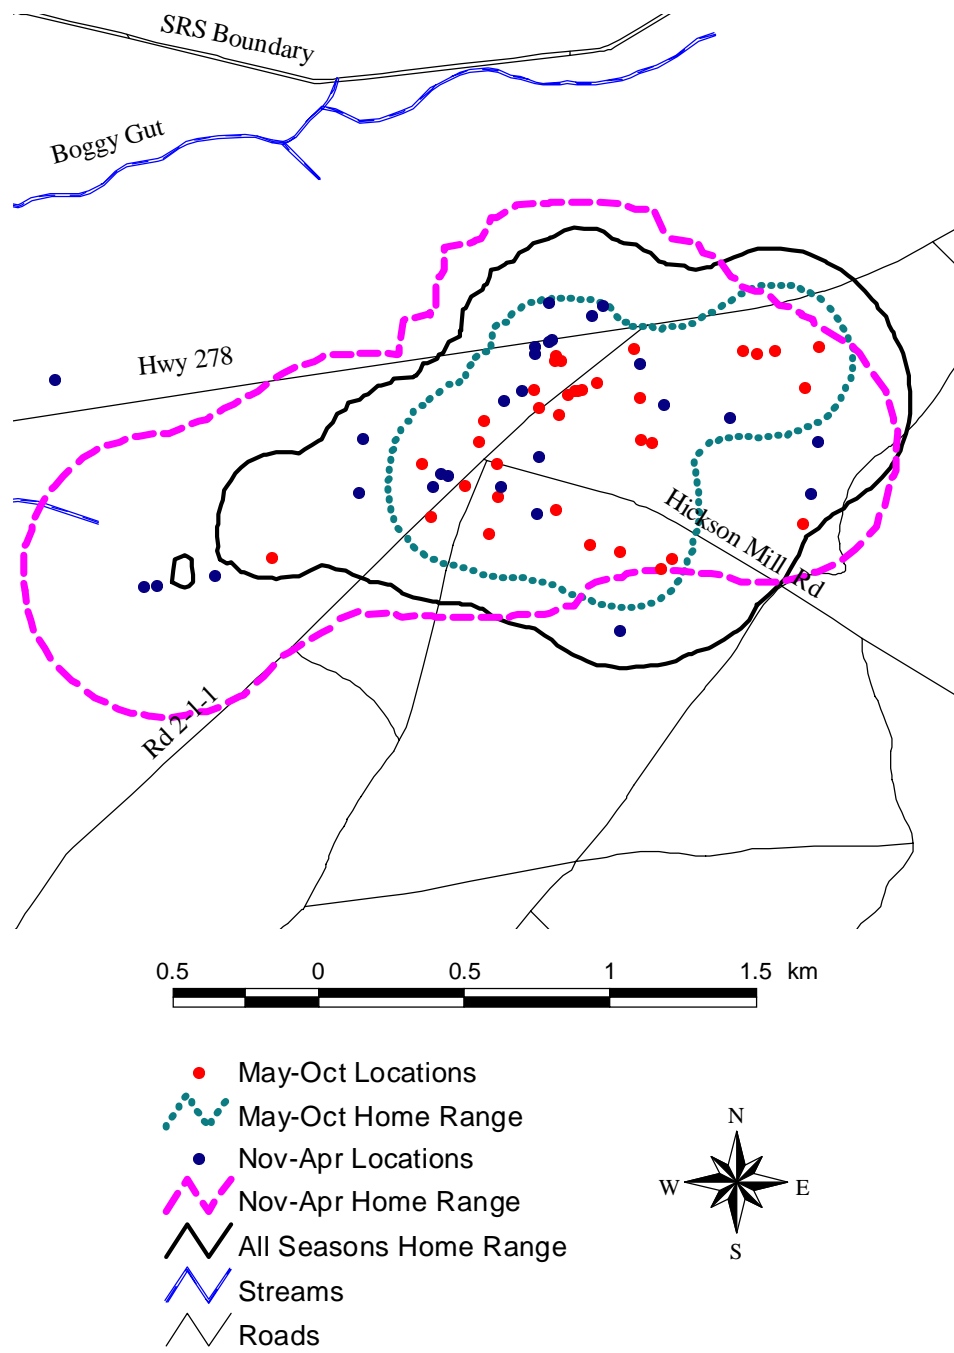 SRS Boundary
Boggy Gut
Hwy 278
Hickson Mill Rd
Rd 2-1-1
0.5 0 0.5 1 1.5 km
May-Oct Locations
May-Oct Home Range
Nov-Apr Locations
Nov-Apr Home Range
All Seasons Home Range
Streams
Roads
N
W E
S